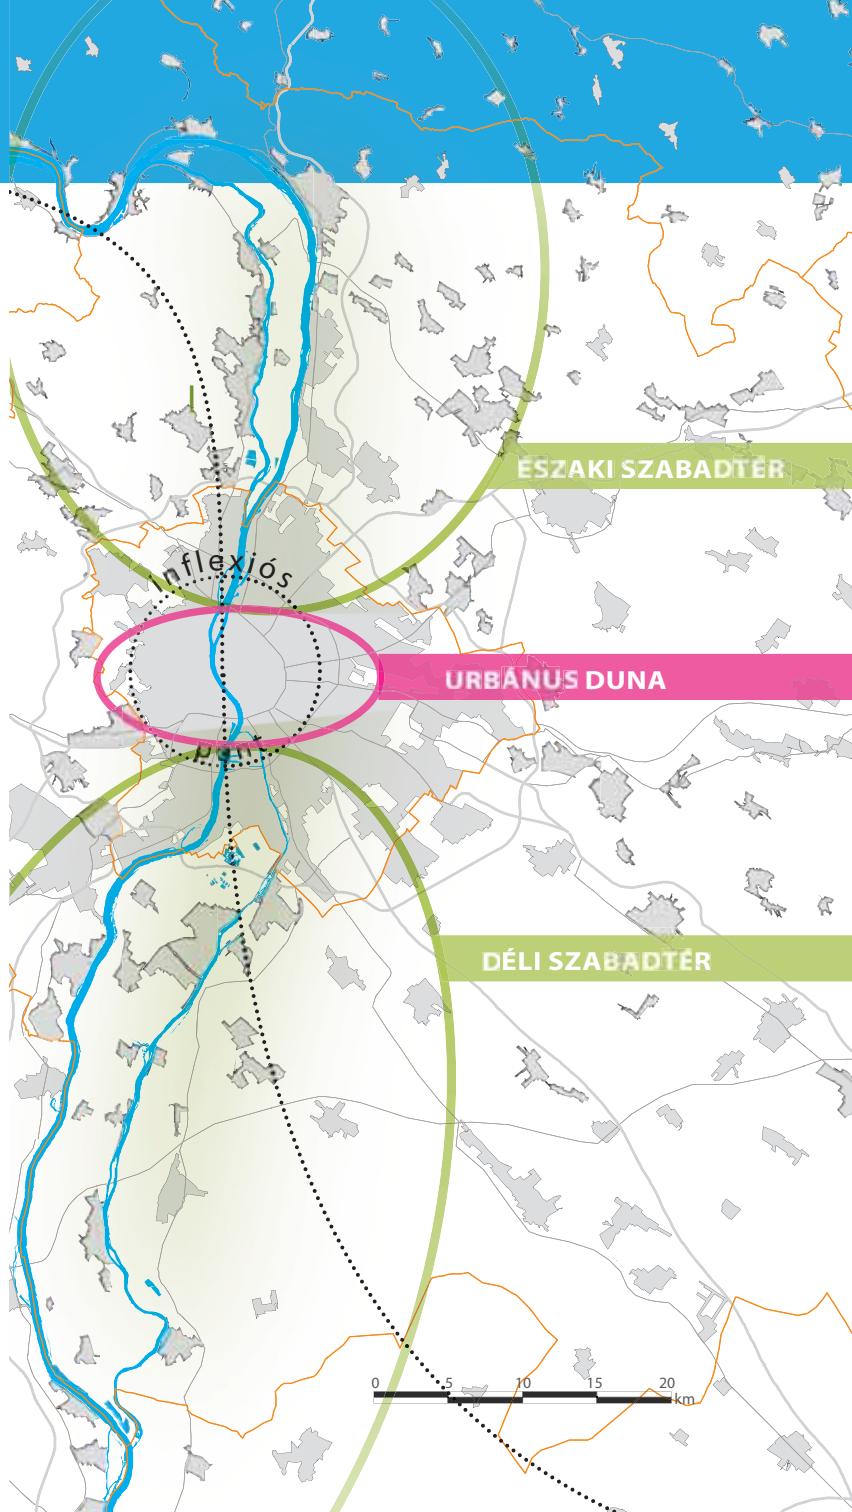 ÉSZAKI SZABADTÉR
Inflexiós
pont
URBÁNUS DUNA
DÉLI SZABADTÉR
0 5 10 15 20
km